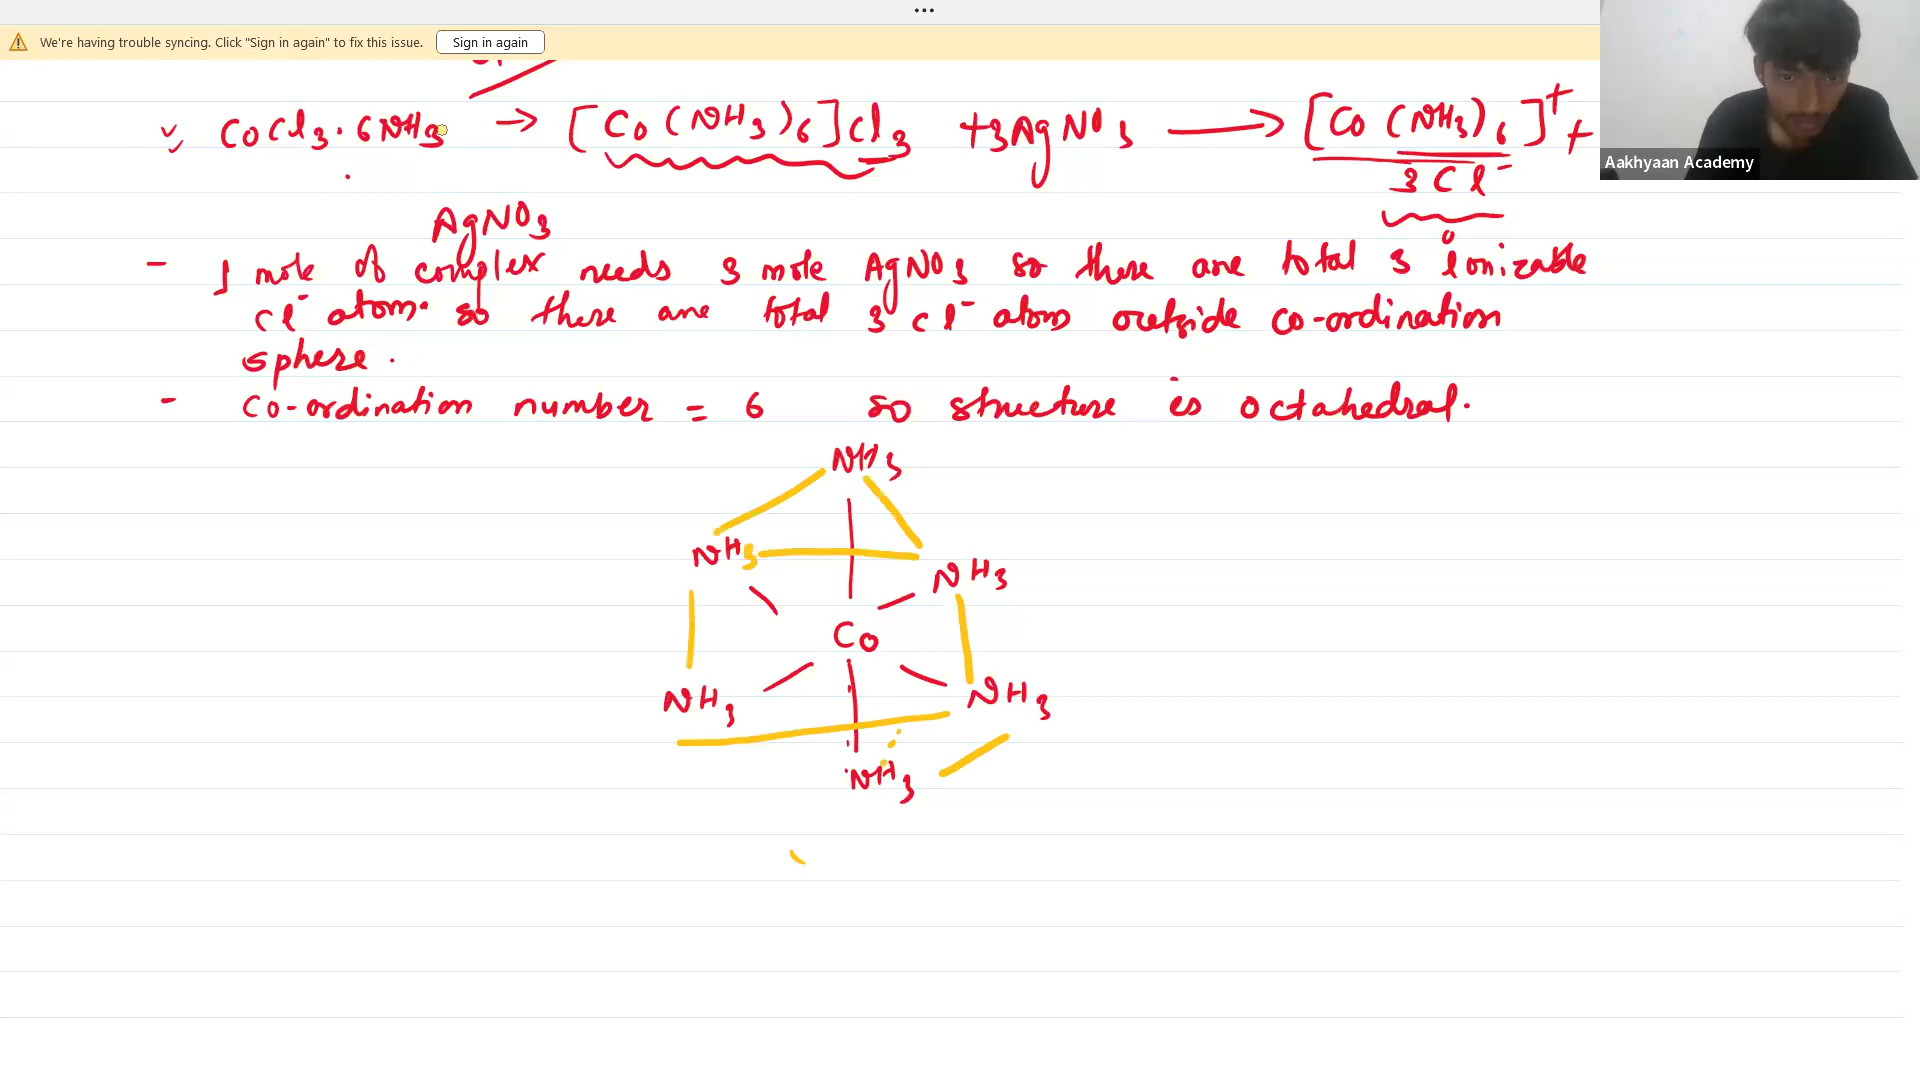 ...
We're having trouble syncing. Click "Sign in again" to fix this issue. Sign in again
CoCl3. 6NH3 → [Co(NH3)6]Cl3 +3AgNO3 → [Co(NH3)6]+ +
3Cl-
Aakhyaan Academy
AgNO3
- 1 mole of complex needs 3 mole AgNO3 so there are total 3 ionizable
Cl- atom. so there are total 3 Cl- atom outside co-ordination
sphere.
- co-ordination number = 6 so structure is octahedral.
NH3
NH3
NH3
Co
NH3
NH3
NH3